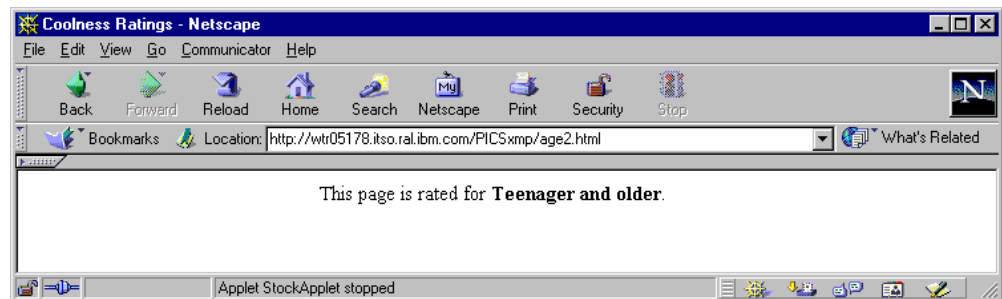 Coolness Ratings - Netscape
File Edit View Go Communicator Help
My
N
Back Forward Reload Home Search Netscape Print Security Stop
Bookmarks Location: http://wtr05178.itso.ral.ibm.com/PICSxmp/age2.html What's Related
This page is rated for Teenager and older.
Applet StockApplet stopped